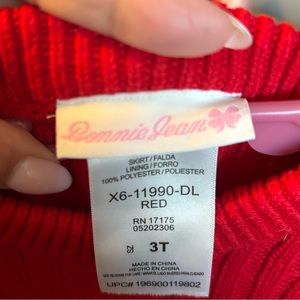 Bonnie Jean
SKIRT / FALDA
LINING / FORRO
100% POLYESTER / POLIESTER
X6-11990-DL
RED
RN 17175
05202306
3T
MADE IN CHINA
HECHO EN CHINA
UPC# 196900119802